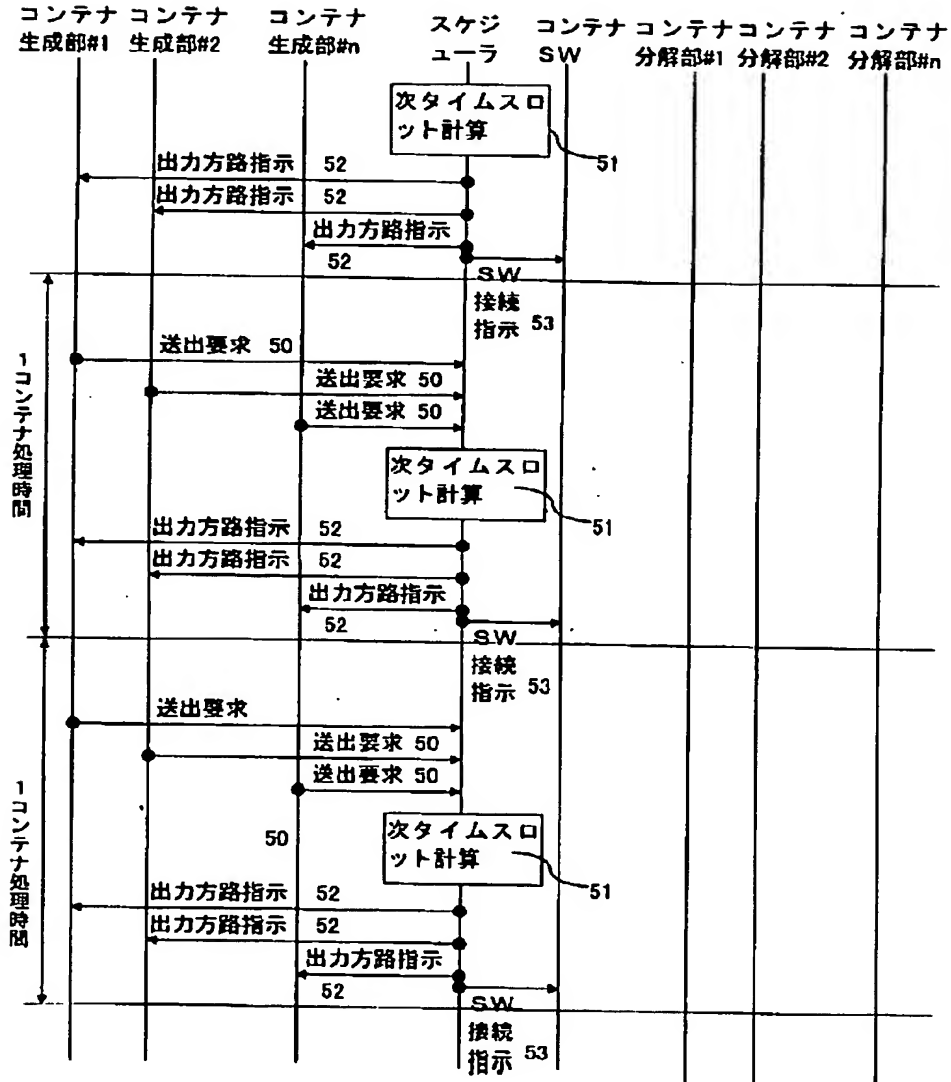 コンテナ コンテナ コンテナ スケジ コンテナ コンテナ コンテナ コンテナ
生成部#1 生成部#2 生成部#n ューラ SW 分解部#1 分解部#2 分解部#n
次タイムスロ
ット計算
51
出力方路指示 52
出力方路指示 52
出力方路指示
52
SW
接続
指示 53
1コンテナ処理時間
送出要求 50
送出要求 50
送出要求 50
次タイムスロ
ット計算
51
出力方路指示 52
出力方路指示 52
出力方路指示
52
SW
接続
指示 53
1コンテナ処理時間
送出要求
送出要求 50
送出要求 50
50
次タイムスロ
ット計算
51
出力方路指示 52
出力方路指示 52
出力方路指示
52
SW
接続
指示 53